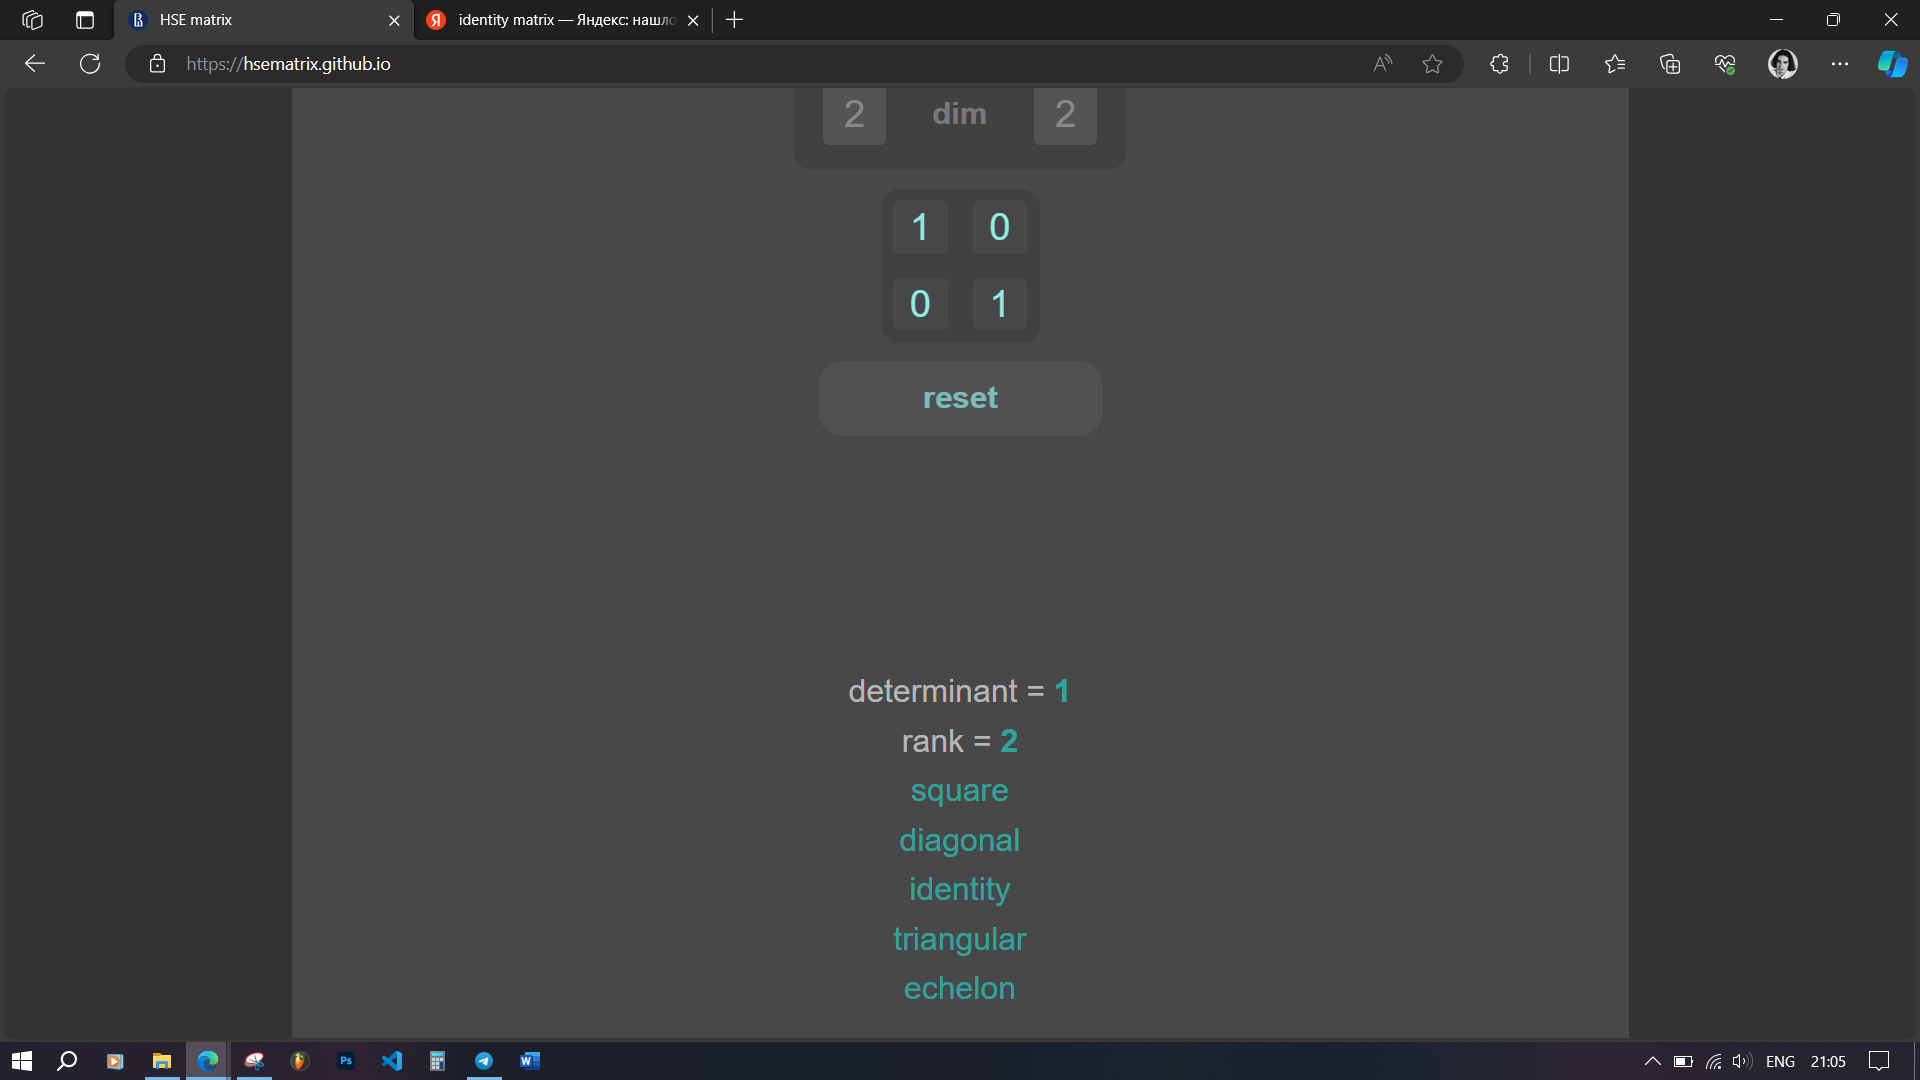 HSE matrix
identity matrix — Яндекс: нашло
https://hsematrix.github.io
2 dim 2
1 0
0 1
reset
determinant = 1
rank = 2
square
diagonal
identity
triangular
echelon
ENG 21:05